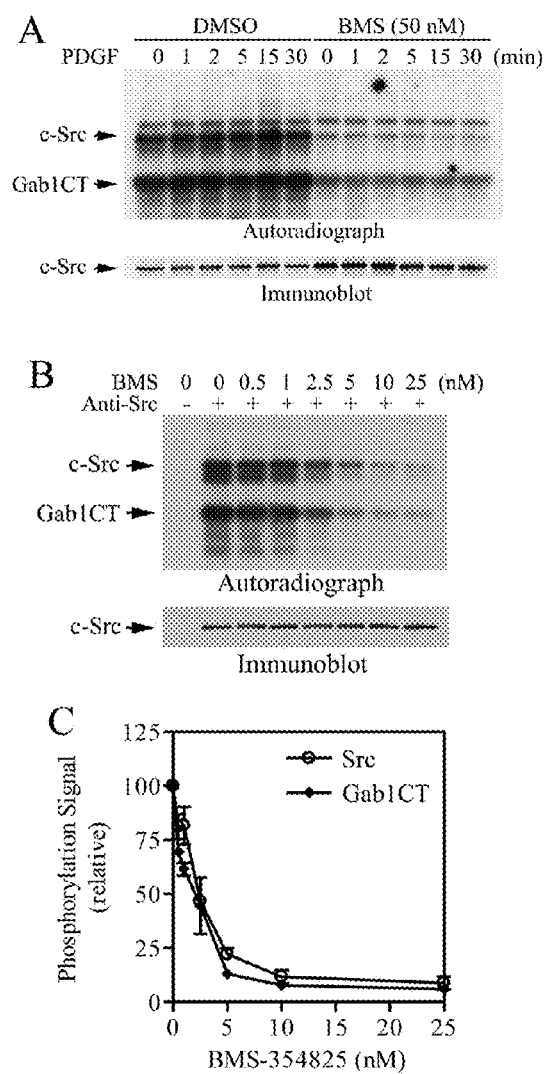 A
DMSO BMS (50 nM)
PDGF 0 1 2 5 15 30 0 1 2 5 15 30 (min)
c-Src
Gab1CT
Autoradiograph
c-Src
Immunoblot
B
BMS 0 0 0.5 1 2.5 5 10 25 (nM)
Anti-Src - + + + + + + +
c-Src
Gab1CT
Autoradiograph
c-Src
Immunoblot
C
Phosphorylation Signal
(relative)
125
100
75
50
25
0
Src
Gab1CT
0 5 10 15 20 25
BMS-354825 (nM)